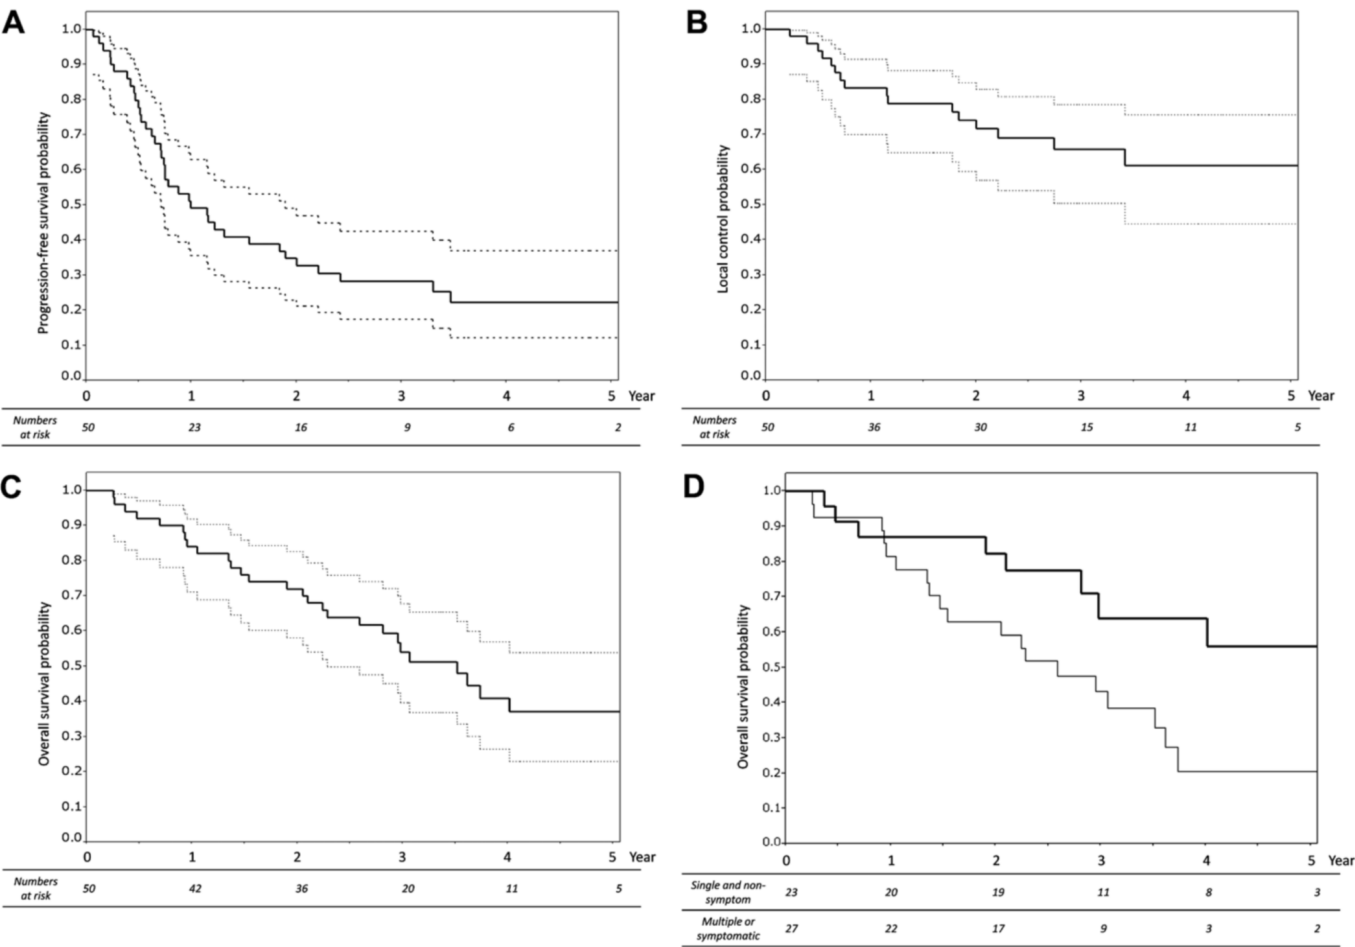 A
Progression-free survival probability
1.0
0.9
0.8
0.7
0.6
0.5
0.4
0.3
0.2
0.1
0.0
0 1 2 3 4 5 Year
Numbers at risk 50 23 16 9 6 2
B
Local control probability
1.0
0.9
0.8
0.7
0.6
0.5
0.4
0.3
0.2
0.1
0.0
0 1 2 3 4 5 Year
Numbers at risk 50 36 30 15 11 5
C
Overall survival probability
1.0
0.9
0.8
0.7
0.6
0.5
0.4
0.3
0.2
0.1
0.0
0 1 2 3 4 5 Year
Numbers at risk 50 42 36 20 11 5
D
Overall survival probability
1.0
0.9
0.8
0.7
0.6
0.5
0.4
0.3
0.2
0.1
0.0
0 1 2 3 4 5 Year
Single and non-symptom 23 20 19 11 8 3
Multiple or symptomatic 27 22 17 9 3 2